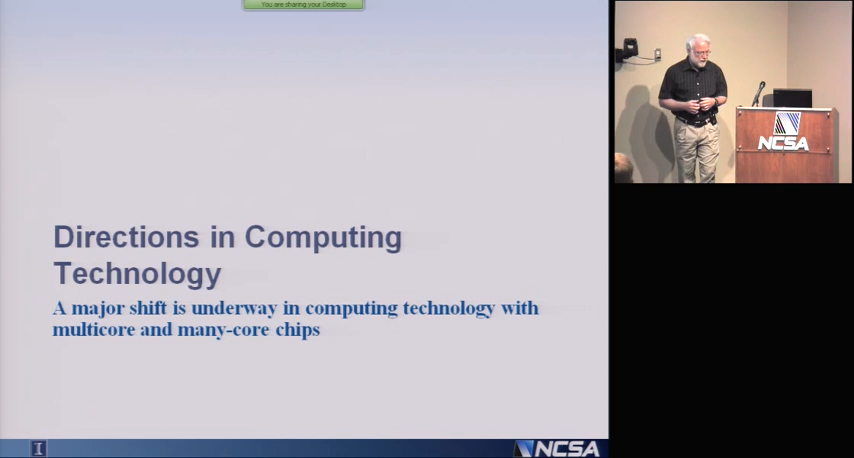 You are sharing your Desktop
Directions in Computing
Technology
A major shift is underway in computing technology with
multicore and many-core chips
I
NCSA
NCSA